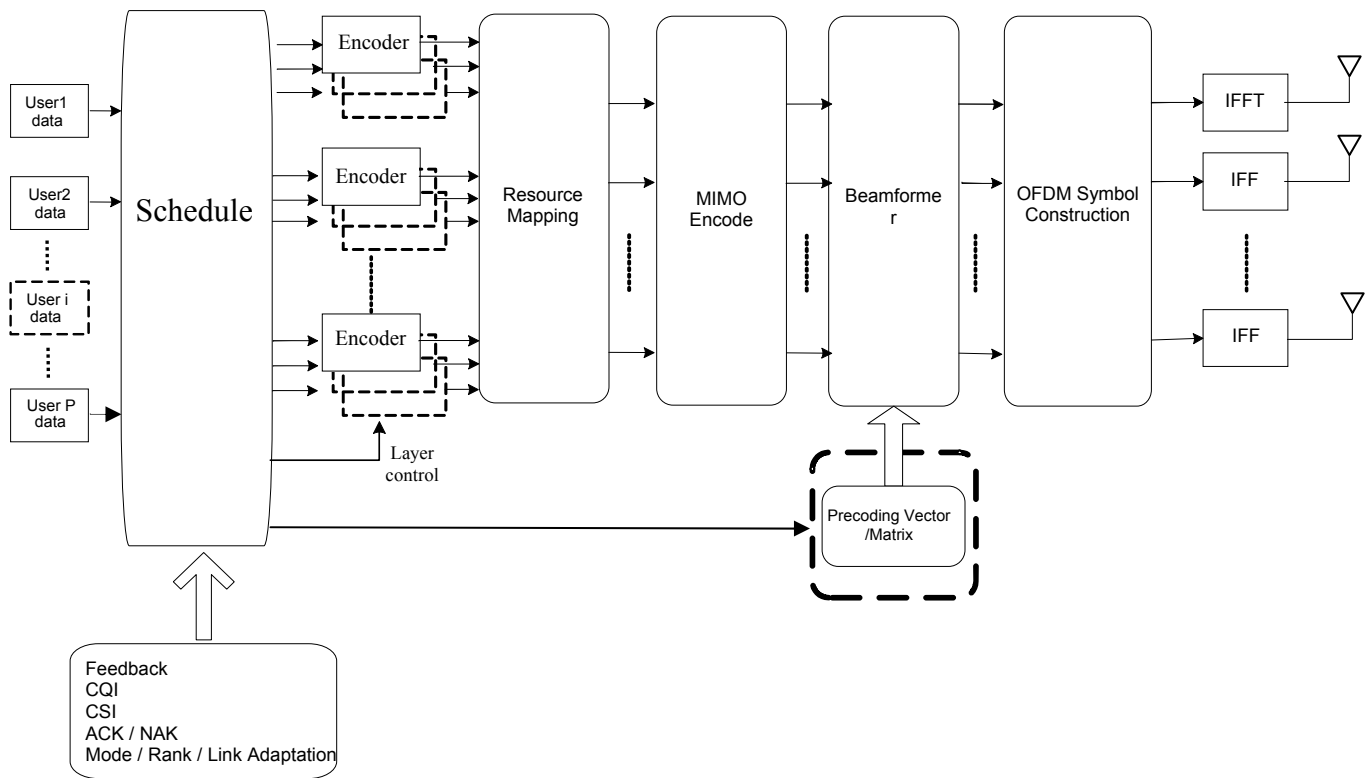 User1
data
User2
data
User i
data
User P
data
Schedule
Encoder
Encoder
Encoder
Layer
control
Resource
Mapping
MIMO
Encode
Beamforme
r
OFDM Symbol
Construction
IFFT
IFF
IFF
Precoding Vector
/Matrix
Feedback
CQI
CSI
ACK / NAK
Mode / Rank / Link Adaptation